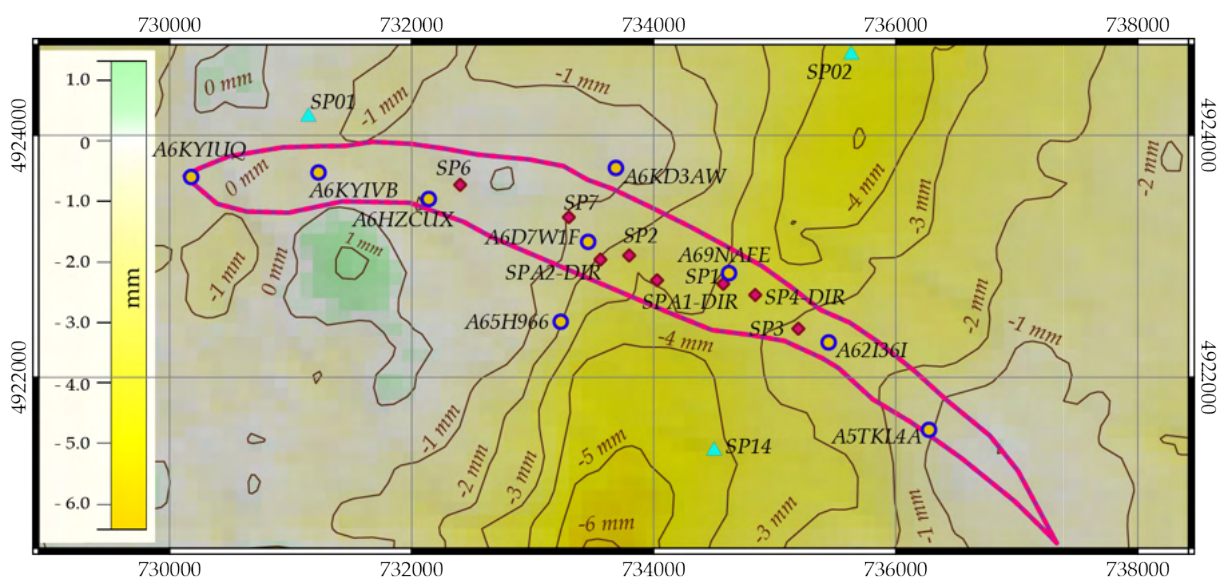 730000 732000 734000 736000 738000
1.0
0
- 1.0
- 2.0
- 3.0
- 4.0
- 5.0
- 6.0
mm
4924000
4922000
4924000
4922000
0 mm
-1 mm
-1 mm
SP02
SP01
A6KYIUQ
0 mm
A6KYIVB
SP6
A6HZCUX
A6KD3AW
-4 mm
-3 mm
-2 mm
SP7
A6D7W1F
SP2
A69NAFE
SPA2-DIR
SP1
SPA1-DIR
SP4-DIR
1 mm
0 mm
-1 mm
A65H966
SP3
A62I36I
-2 mm
-1 mm
-4 mm
-1 mm
A5TKL4A
SP14
-5 mm
-2 mm
-3 mm
-6 mm
-3 mm
-1 mm
730000 732000 734000 736000 738000